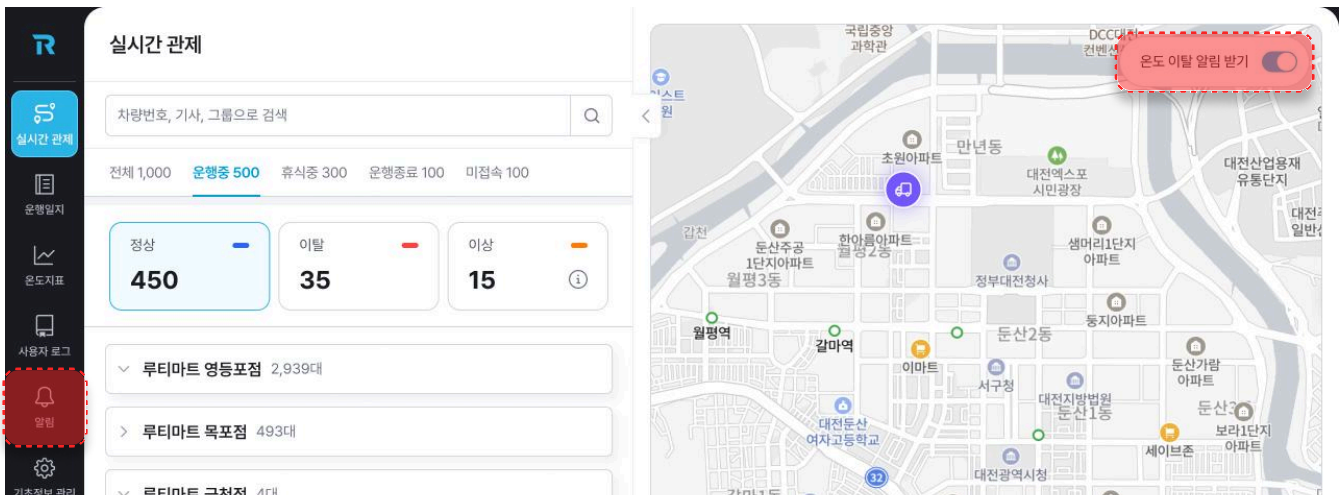 실시간 관제
운행일지
온도지표
사용자 로그
알림
기초정보 관리
실시간 관제
차량번호, 기사, 그룹으로 검색
전체 1,000 운행중 500 휴식중 300 운행종료 100 미접속 100
정상
450
이탈
35
이상
15
루티마트 영등포점 2,939대
루티마트 목포점 493대
루티마트 금천점 4대
온도 이탈 알림 받기
국립중앙
과학관
초원아파트
만년동
대전엑스포
시민광장
대전산업용재
유통단지
갑천
둔산주공
1단지아파트
한아름아파트
월평2동
월평3동
정부대전청사
샘머리1단지
아파트
둥지아파트
월평역
갈마역
이마트
둔산2동
서구청
대전지방법원
둔산1동
둔산가람
아파트
보라1단지
아파트
대전둔산
여자고등학교
세이브존
대전광역시청
32